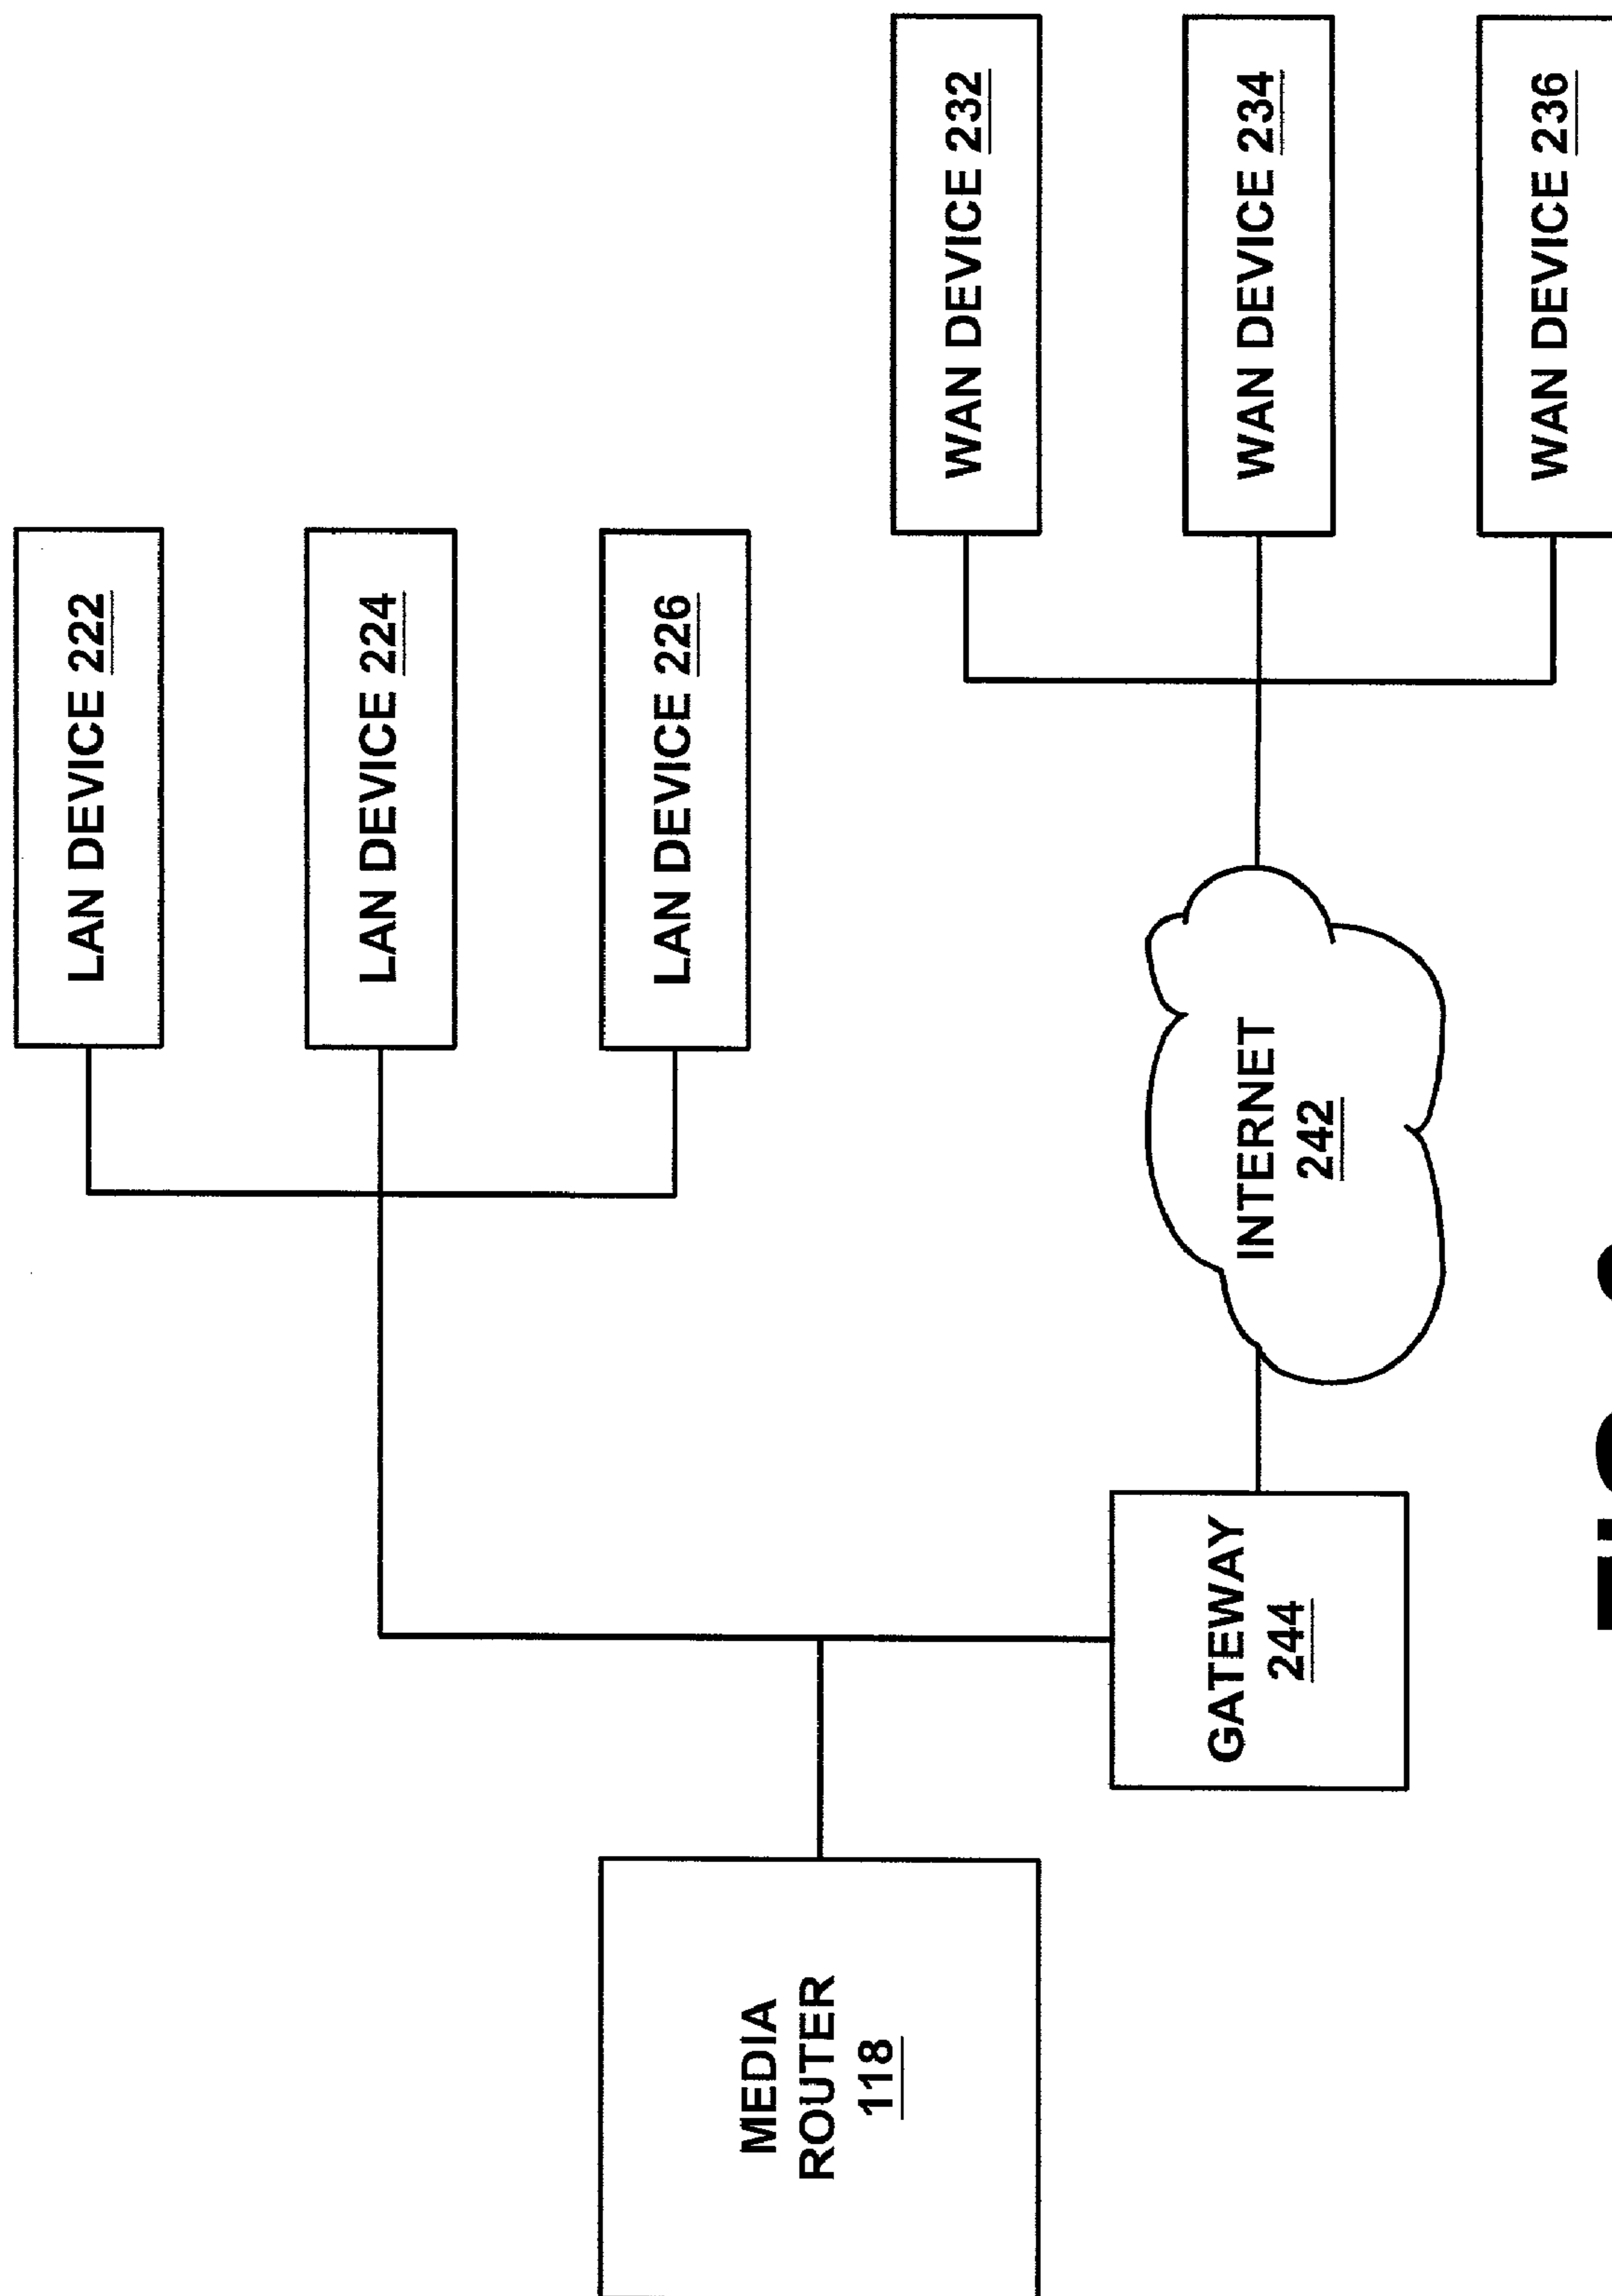 LAN DEVICE 222
LAN DEVICE 224
LAN DEVICE 226
MEDIA
ROUTER
118
WAN DEVICE 232
GATEWAY
244
INTERNET
242
WAN DEVICE 234
WAN DEVICE 236